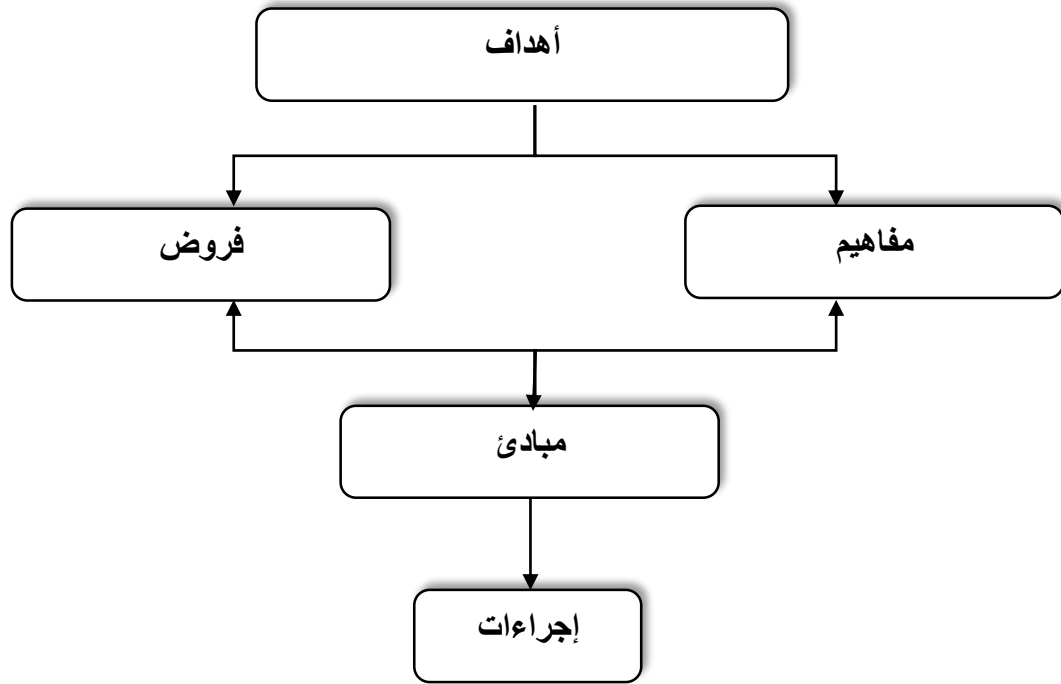 أهداف
مفاهيم
فروض
مبادئ
إجراءات